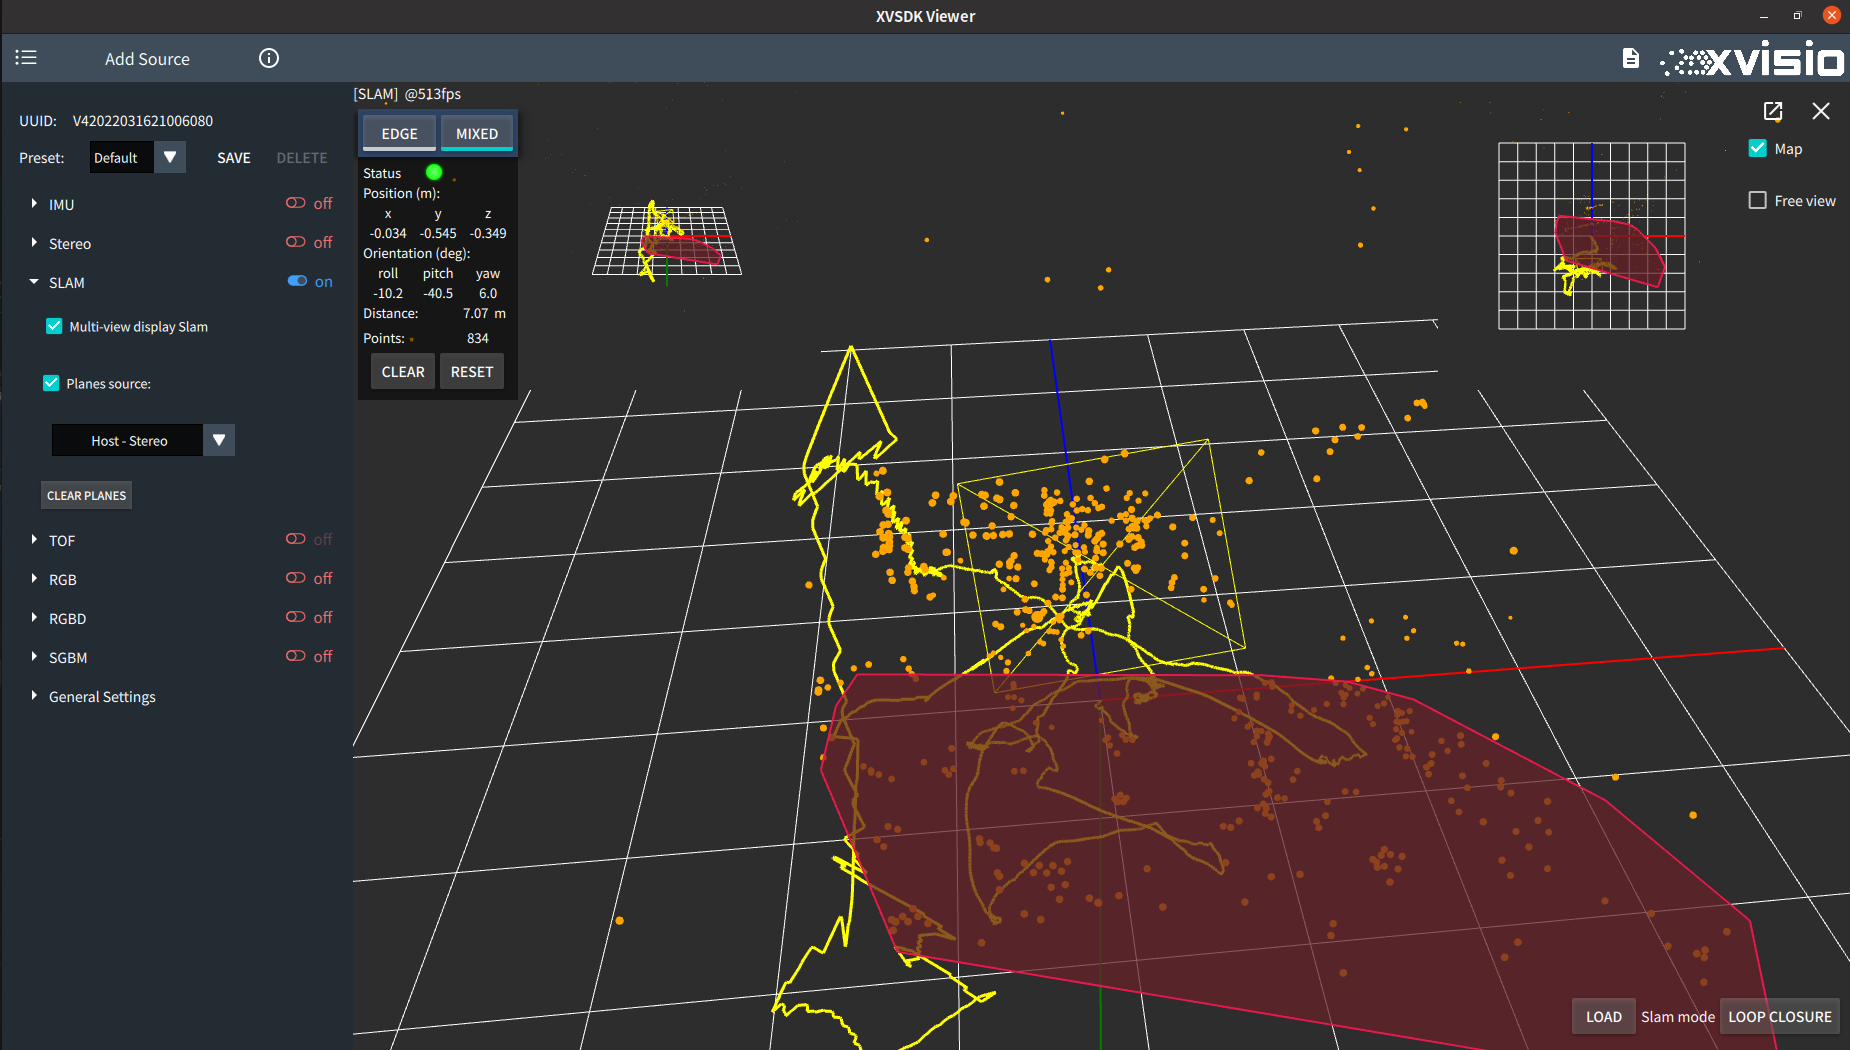 XVSDK Viewer
Add Source
xvisio
UUID: V42022031621006080
Preset: Default SAVE DELETE
IMU off
Stereo off
SLAM on
Multi-view display Slam
Planes source:
Host - Stereo
CLEAR PLANES
TOF off
RGB off
RGBD off
SGBM off
General Settings
[SLAM] @513fps
EDGE MIXED
Status
Position (m):
x y z
-0.034 -0.545 -0.349
Orientation (deg):
roll pitch yaw
-10.2 -40.5 6.0
Distance: 7.07 m
Points: 834
CLEAR RESET
Map
Free view
LOAD Slam mode LOOP CLOSURE